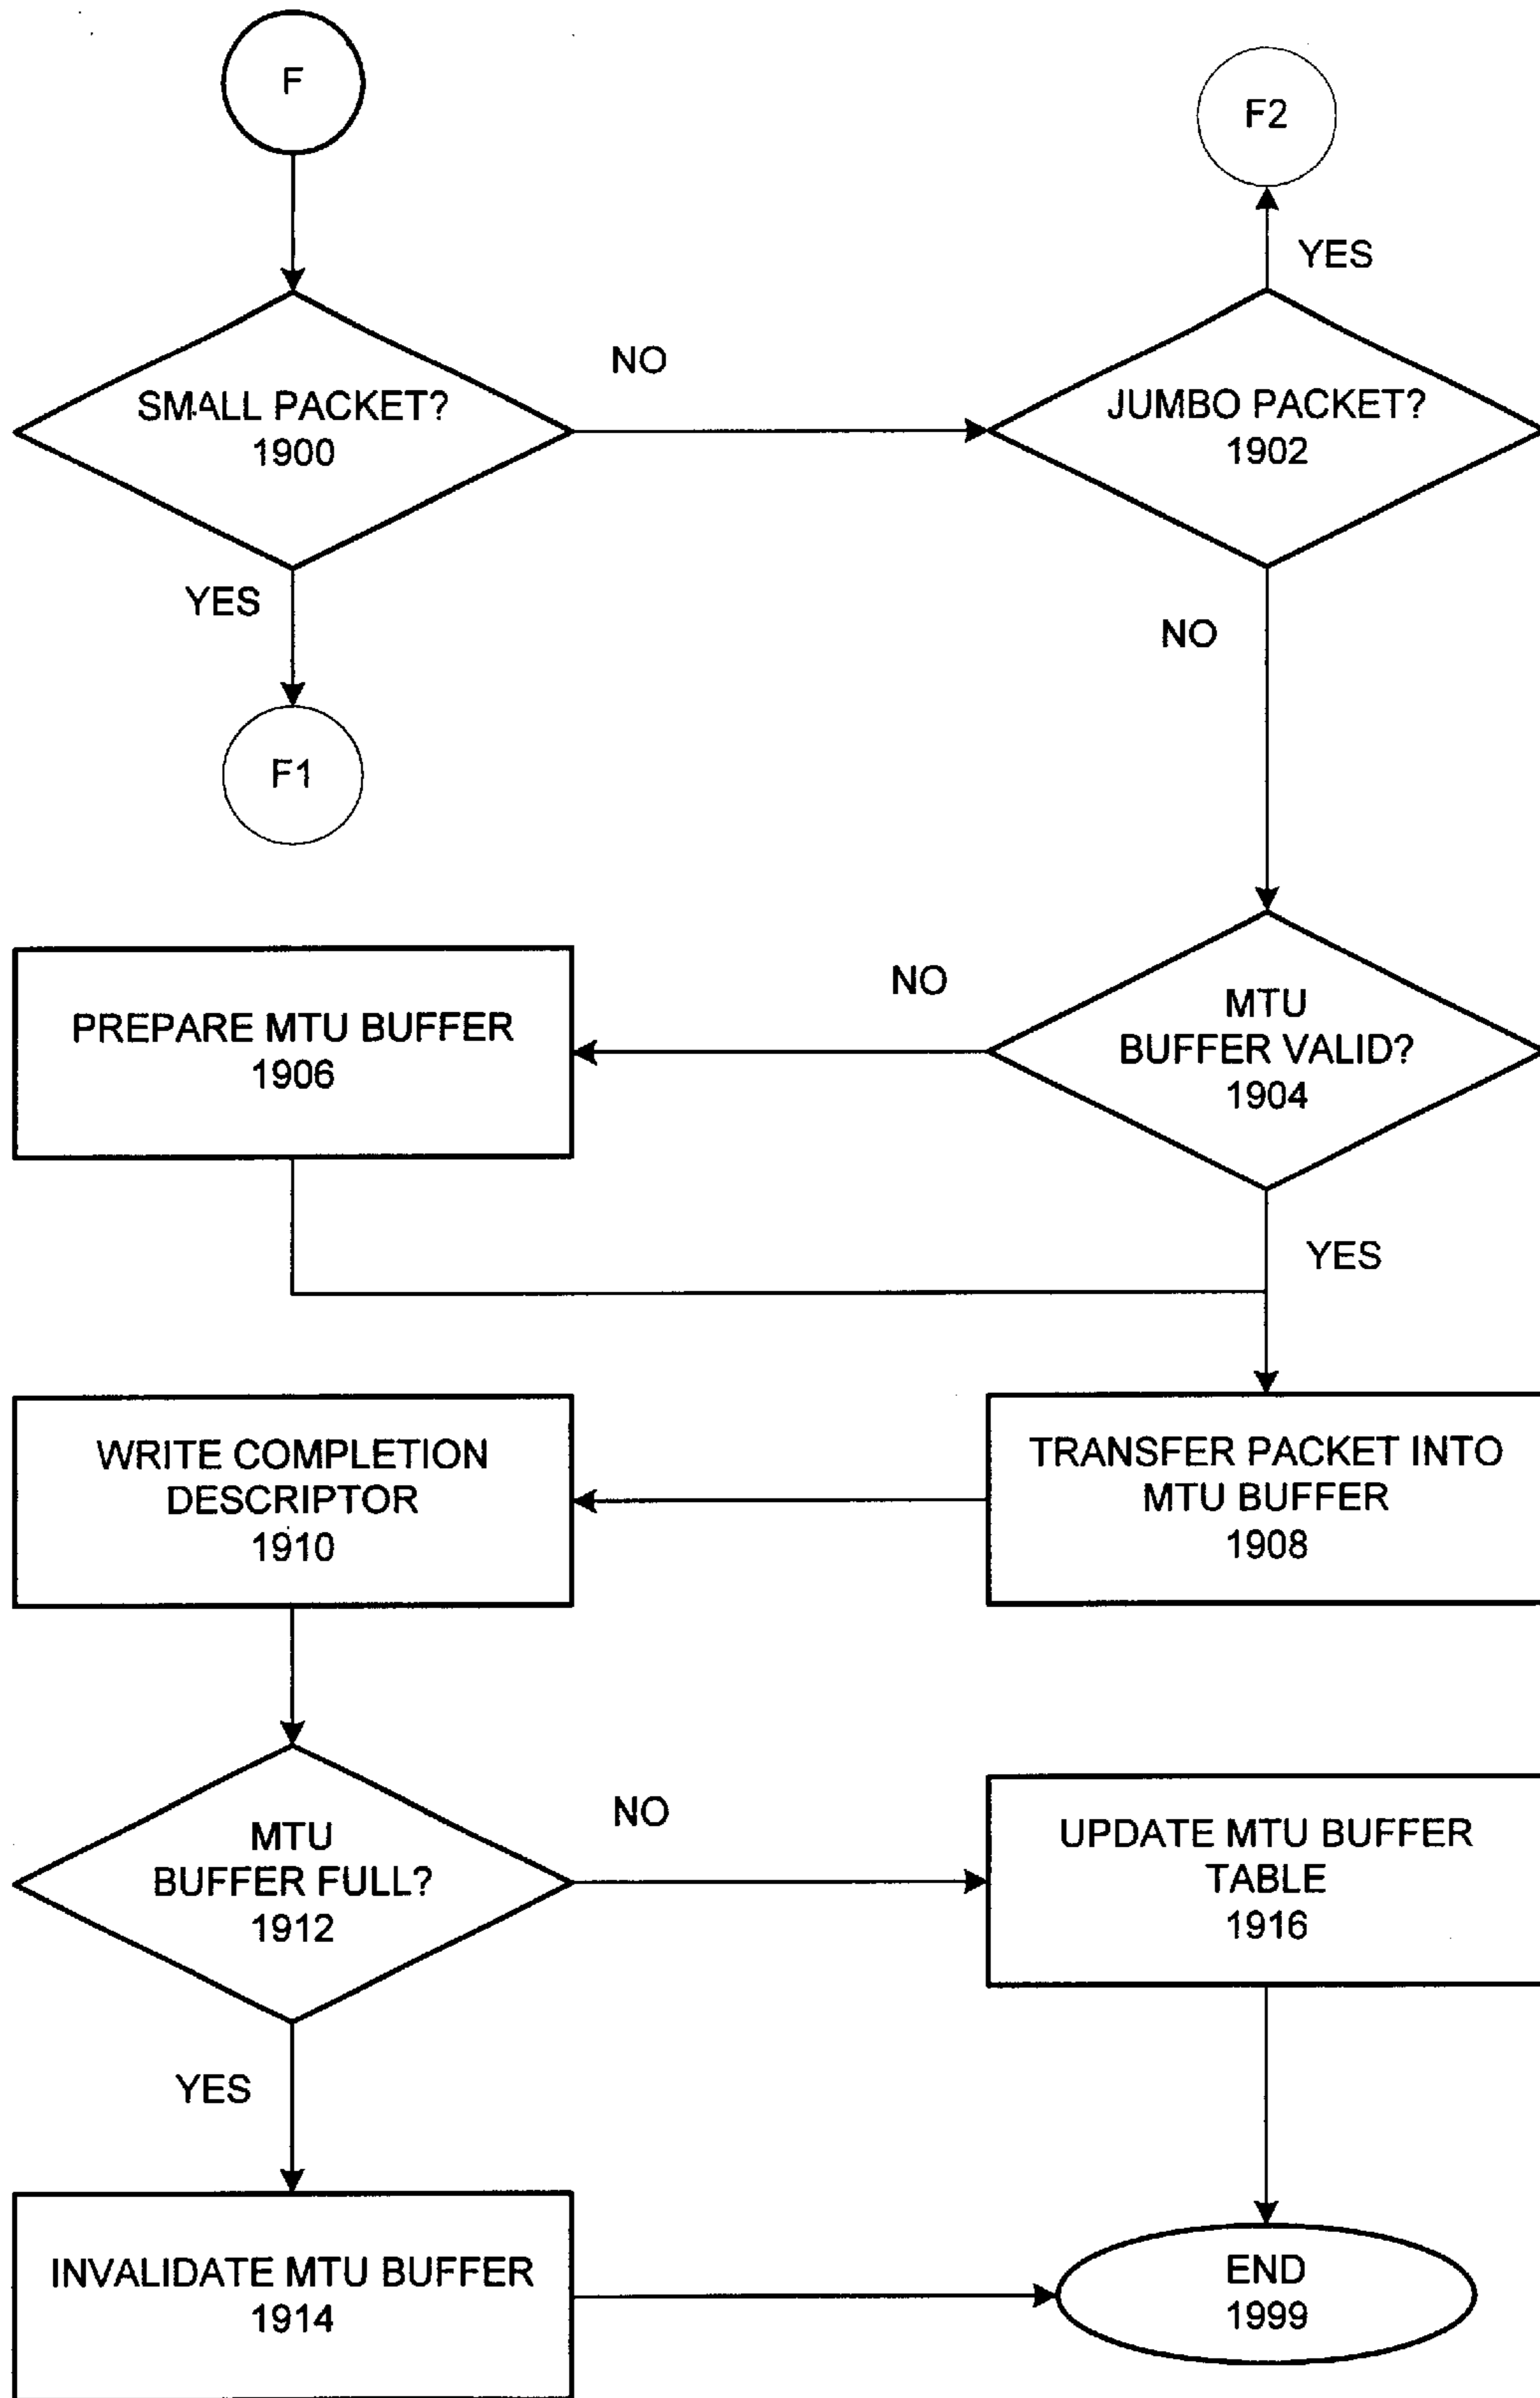 F
F2
YES
NO
SMALL PACKET?
1900
JUMBO PACKET?
1902
YES
NO
F1
NO
PREPARE MTU BUFFER
1906
MTU
BUFFER VALID?
1904
YES
WRITE COMPLETION
DESCRIPTOR
1910
TRANSFER PACKET INTO
MTU BUFFER
1908
NO
MTU
BUFFER FULL?
1912
UPDATE MTU BUFFER
TABLE
1916
YES
INVALIDATE MTU BUFFER
1914
END
1999